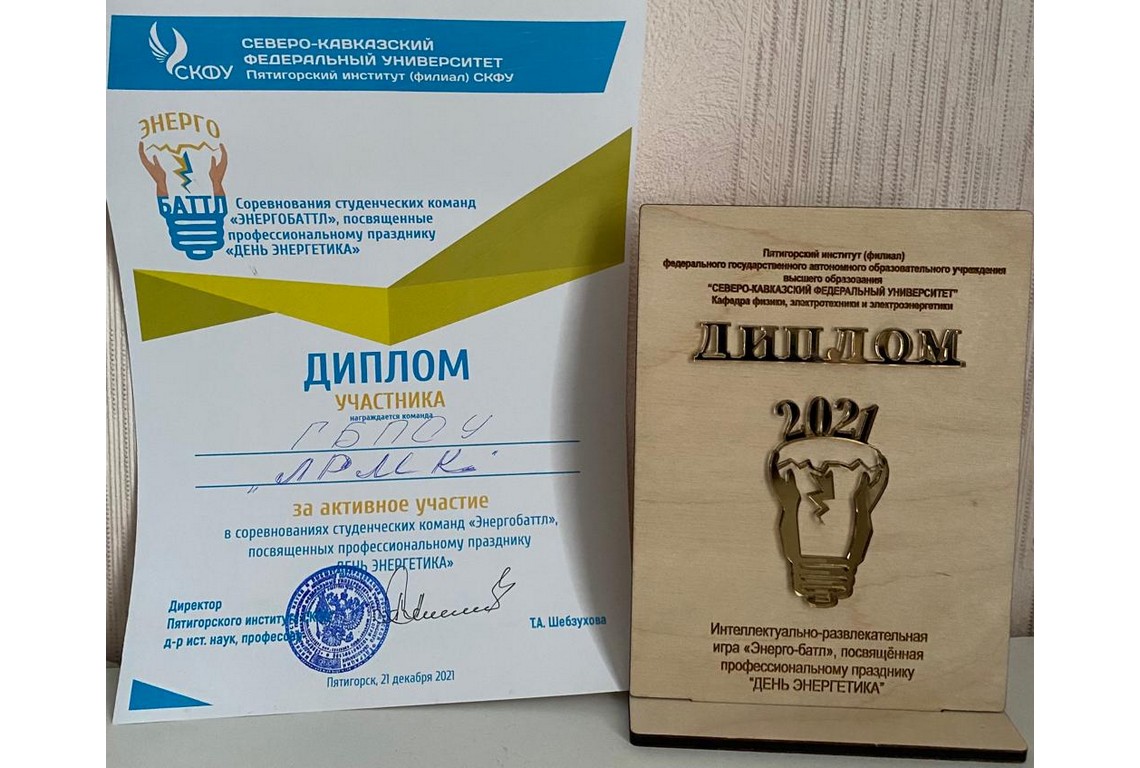 СКФУ
СЕВЕРО-КАВКАЗСКИЙ
ФЕДЕРАЛЬНЫЙ УНИВЕРСИТЕТ
Пятигорский институт (филиал) СКФУ
ЭНЕРГО
БАТТЛ
Соревнования студенческих команд
«ЭНЕРГОБАТТЛ», посвященные
профессиональному празднику
«ДЕНЬ ЭНЕРГЕТИКА»
ДИПЛОМ
УЧАСТНИКА
награждается команда
ГБПОУ
"ЛРМК"
за активное участие
в соревнованиях студенческих команд «Энергобаттл»,
посвященных профессиональному празднику
ДЕНЬ ЭНЕРГЕТИКА»
Директор
Пятигорского
д-р ист. наук,
Т.А. Шебзухова
Пятигорск, 21 декабря 2021
Пятигорский институт (филиал)
федерального государственного автономного образовательного учреждения
высшего образования
"СЕВЕРО-КАВКАЗСКИЙ ФЕДЕРАЛЬНЫЙ УНИВЕРСИТЕТ"
Кафедра физики, электротехники и электроэнергетики
ДИПЛОМ
2021
Интеллектуально-развлекательная
игра «Энерго-батл», посвящённая
профессиональному празднику
"ДЕНЬ ЭНЕРГЕТИКА"